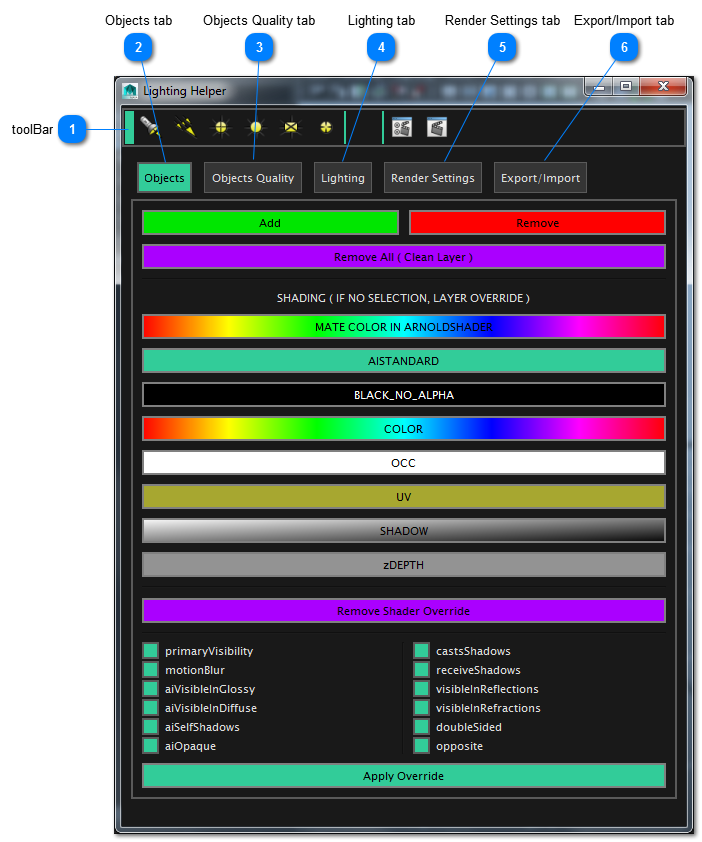 Objects tab
Objects Quality tab
Lighting tab
Render Settings tab
Export/Import tab
2
3
4
5
6
Lighting Helper
toolBar
1
Objects
Objects Quality
Lighting
Render Settings
Export/Import
Add
Remove
Remove All ( Clean Layer )
SHADING ( IF NO SELECTION, LAYER OVERRIDE )
MATE COLOR IN ARNOLDSHADER
AISTANDARD
BLACK_NO_ALPHA
COLOR
OCC
UV
SHADOW
zDEPTH
Remove Shader Override
primaryVisibility
castsShadows
motionBlur
receiveShadows
aiVisibleInGlossy
visibleInReflections
aiVisibleInDiffuse
visibleInRefractions
aiSelfShadows
doubleSided
aiOpaque
opposite
Apply Override